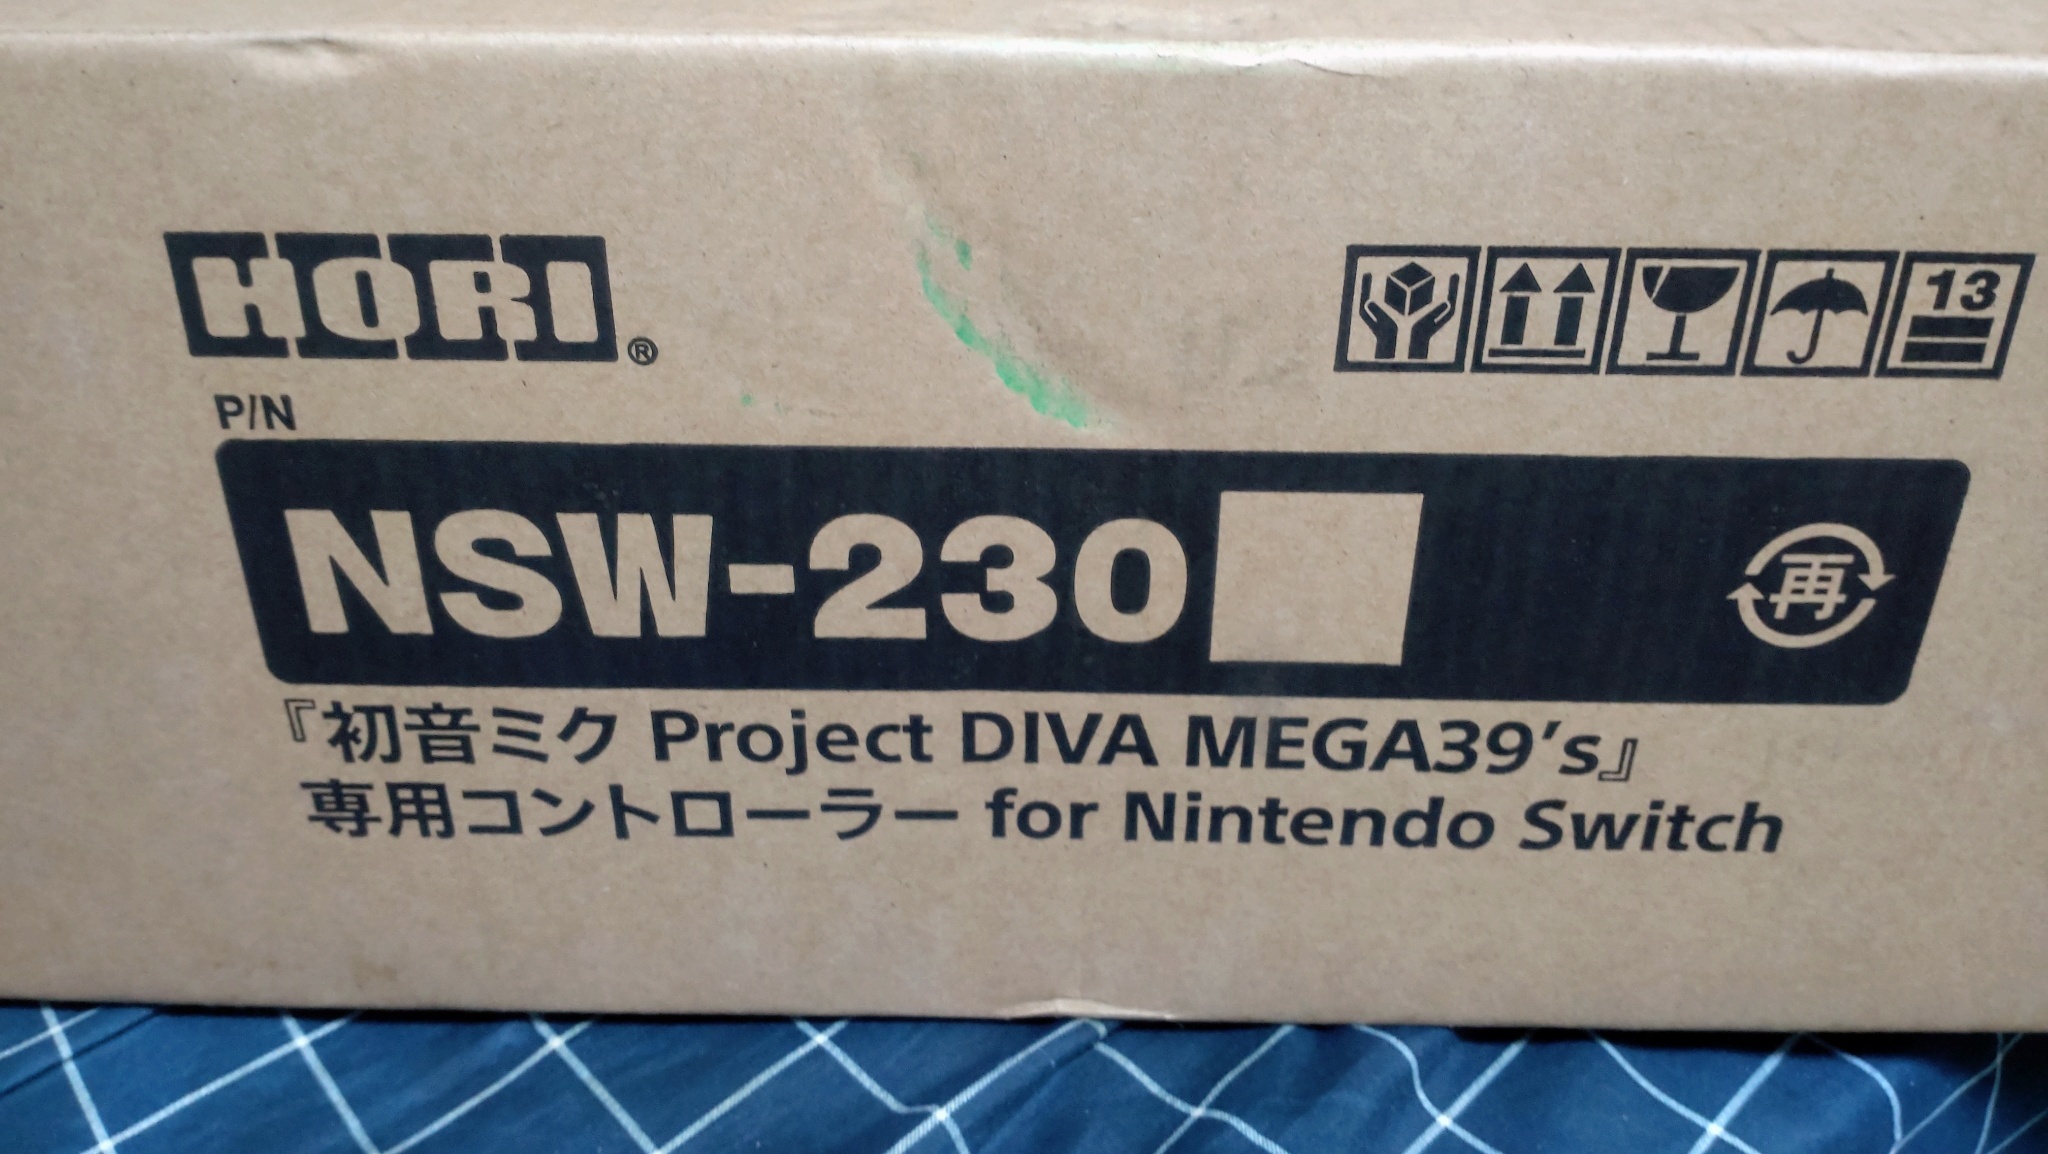 HORI®
13
P/N
NSW-230
再
『初音ミク Project DIVA MEGA39's』
専用コントローラー for Nintendo Switch